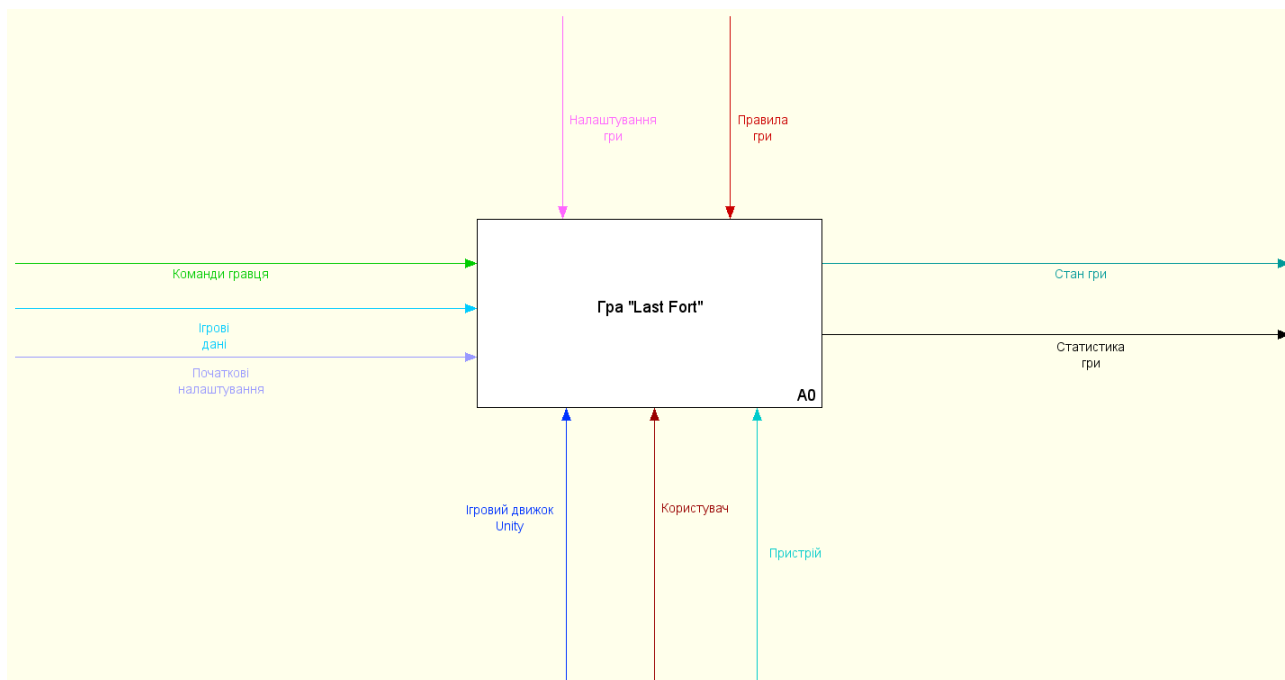 Налаштування
гри
Правила
гри
Команди гравця
Ігрові
дані
Початкові
налаштування
Гра "Last Fort"
A0
Стан гри
Статистика
гри
Ігровий движок
Unity
Користувач
Пристрій